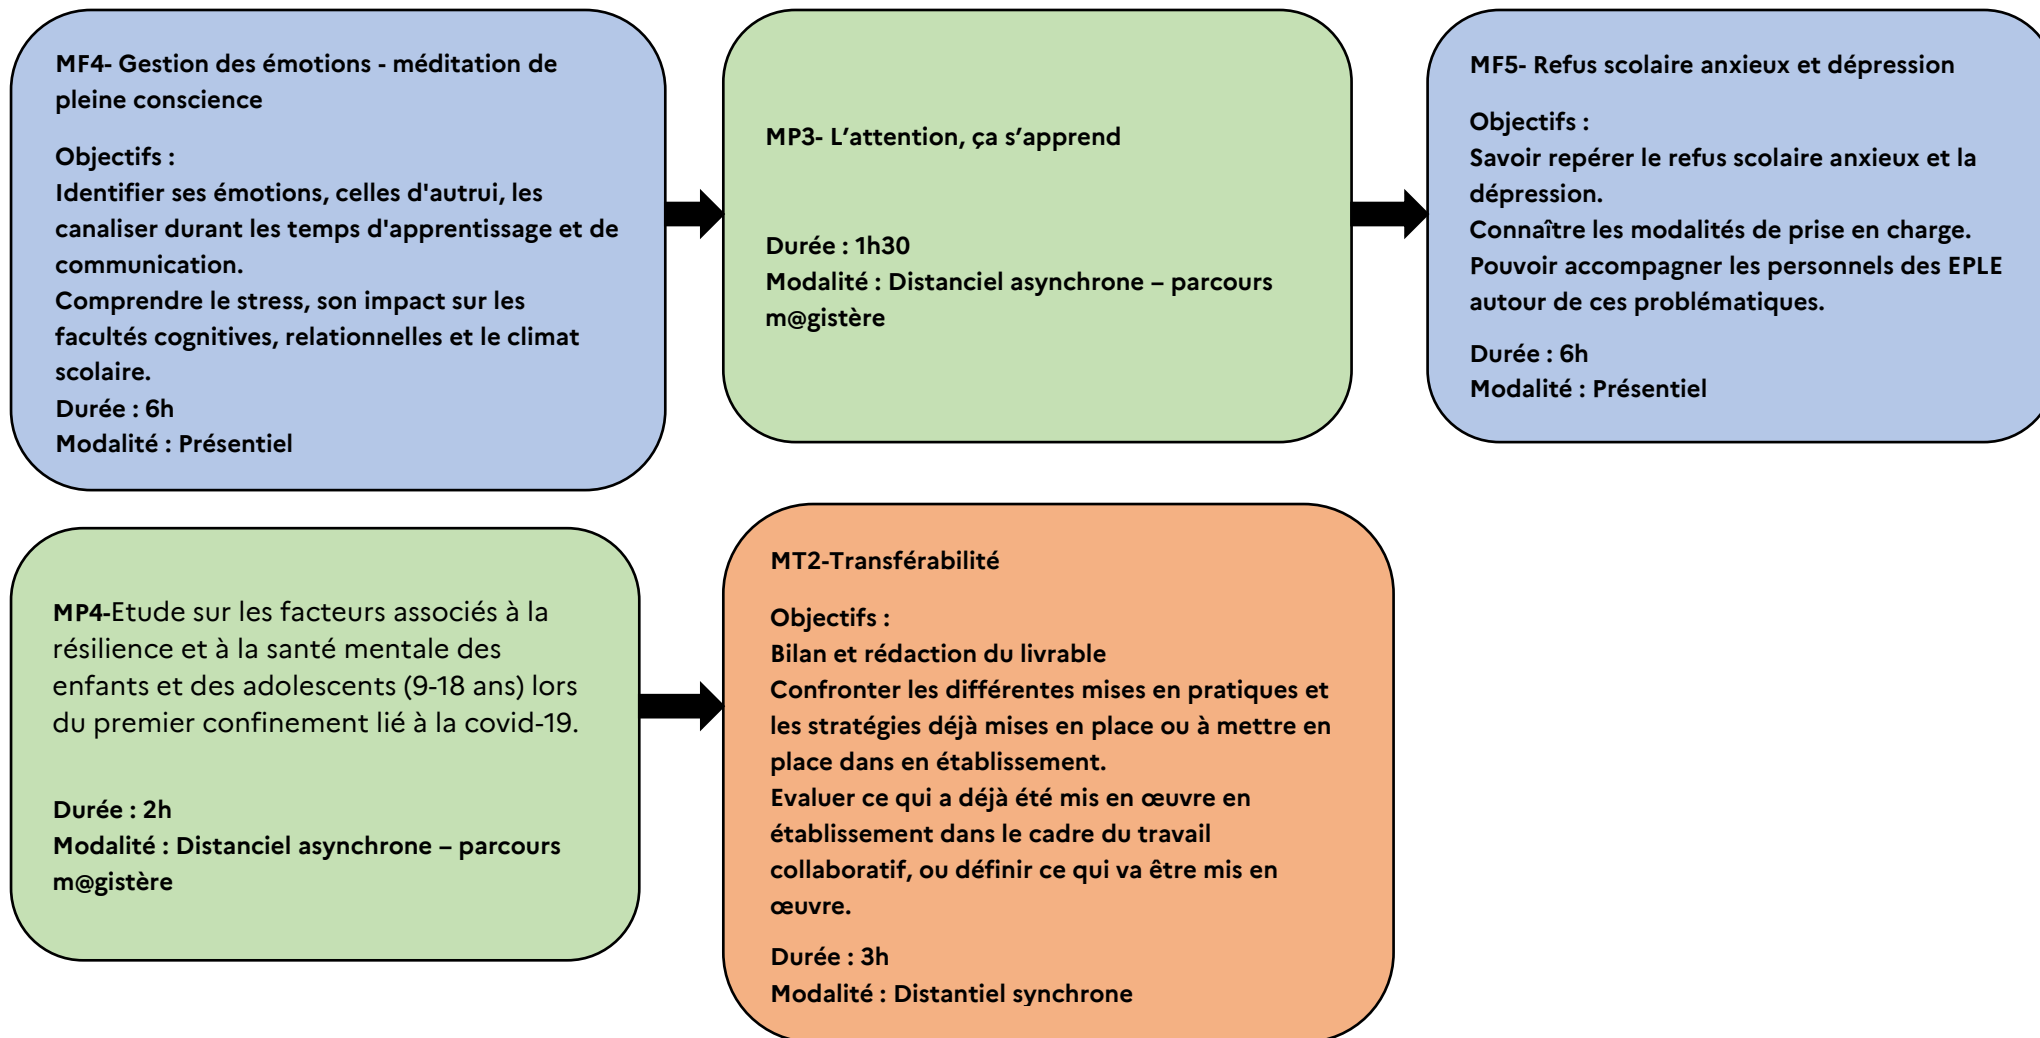 MF4- Gestion des émotions - méditation de
pleine conscience
Objectifs :
Identifier ses émotions, celles d'autrui, les
canaliser durant les temps d'apprentissage et de
communication.
Comprendre le stress, son impact sur les
facultés cognitives, relationnelles et le climat
scolaire.
Durée : 6h
Modalité : Présentiel
MP3- L’attention, ça s’apprend
Durée : 1h30
Modalité : Distanciel asynchrone – parcours
m@gistère
MF5- Refus scolaire anxieux et dépression
Objectifs :
Savoir repérer le refus scolaire anxieux et la
dépression.
Connaître les modalités de prise en charge.
Pouvoir accompagner les personnels des EPLE
autour de ces problématiques.
Durée : 6h
Modalité : Présentiel
MP4-Etude sur les facteurs associés à la
résilience et à la santé mentale des
enfants et des adolescents (9-18 ans) lors
du premier confinement lié à la covid-19.
Durée : 2h
Modalité : Distanciel asynchrone – parcours
m@gistère
MT2-Transférabilité
Objectifs :
Bilan et rédaction du livrable
Confronter les différentes mises en pratiques et
les stratégies déjà mises en place ou à mettre en
place dans en établissement.
Evaluer ce qui a déjà été mis en œuvre en
établissement dans le cadre du travail
collaboratif, ou définir ce qui va être mis en
œuvre.
Durée : 3h
Modalité : Distantiel synchrone